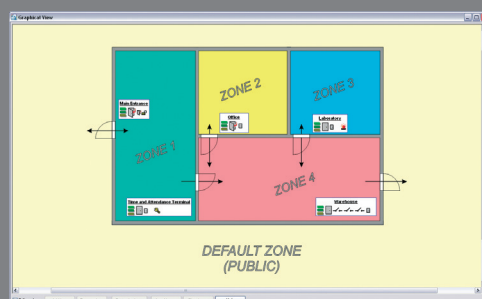 Graphical View
ZONE 2
ZONE 3
Main Entrance
Office
Laboratory
ZONE 1
ZONE 4
Time and Attendance Terminal
Warehouse
DEFAULT ZONE
(PUBLIC)